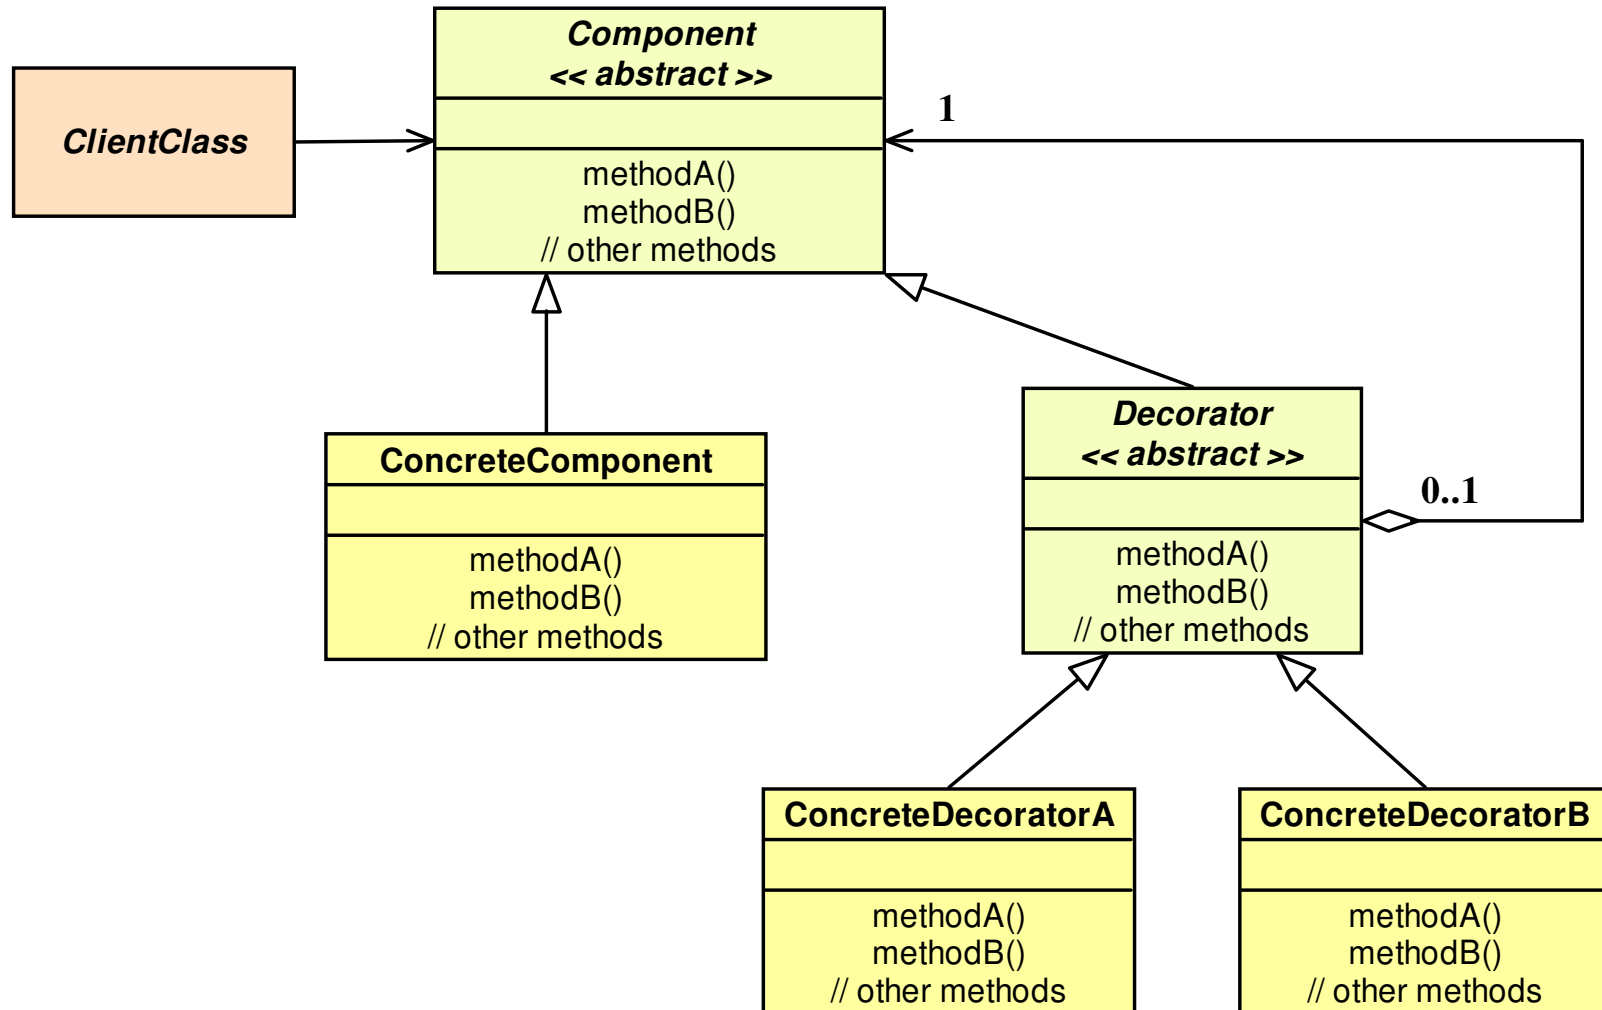 Component
<< abstract >>
methodA()
methodB()
// other methods
ClientClass
1
ConcreteComponent
methodA()
methodB()
// other methods
Decorator
<< abstract >>
methodA()
methodB()
// other methods
0..1
ConcreteDecoratorA
methodA()
methodB()
// other methods
ConcreteDecoratorB
methodA()
methodB()
// other methods